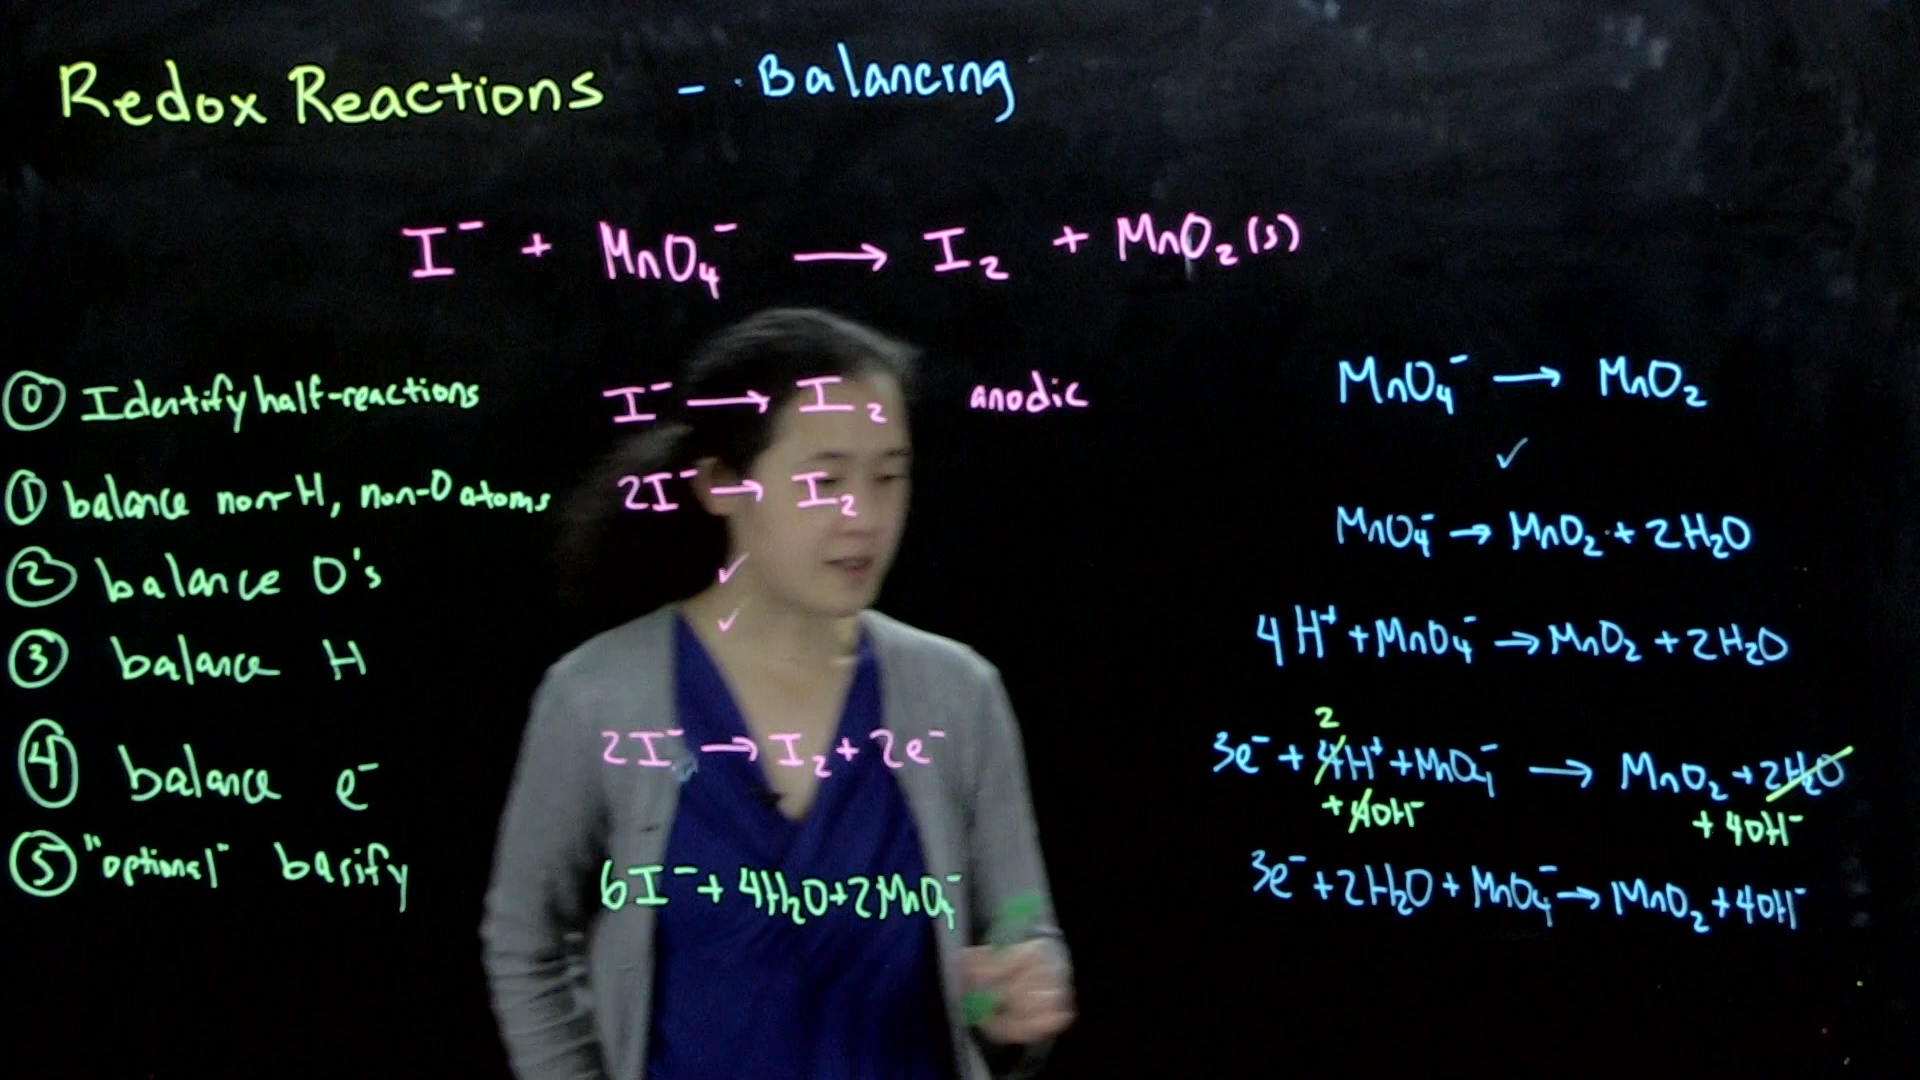 Redox Reactions - Balancing
I⁻ + MnO₄⁻ → I₂ + MnO₂(s)
⓪ Identify half-reactions
I⁻ → I₂ anodic
MnO₄⁻ → MnO₂
✓
① balance non-H, non-O atoms
2I⁻ → I₂
MnO₄⁻ → MnO₂ + 2H₂O
② balance O's
✓
③ balance H
✓
4H⁺ + MnO₄⁻ → MnO₂ + 2H₂O
④ balance e⁻
2I⁻ → I₂ + 2e⁻
2
3e⁻ + 4H⁺ + MnO₄⁻ → MnO₂ + 2H₂O
+ 4OH⁻ + 4OH⁻
⑤ "optional" basify
6I⁻ + 4H₂O + 2MnO₄⁻
3e⁻ + 2H₂O + MnO₄⁻ → MnO₂ + 4OH⁻